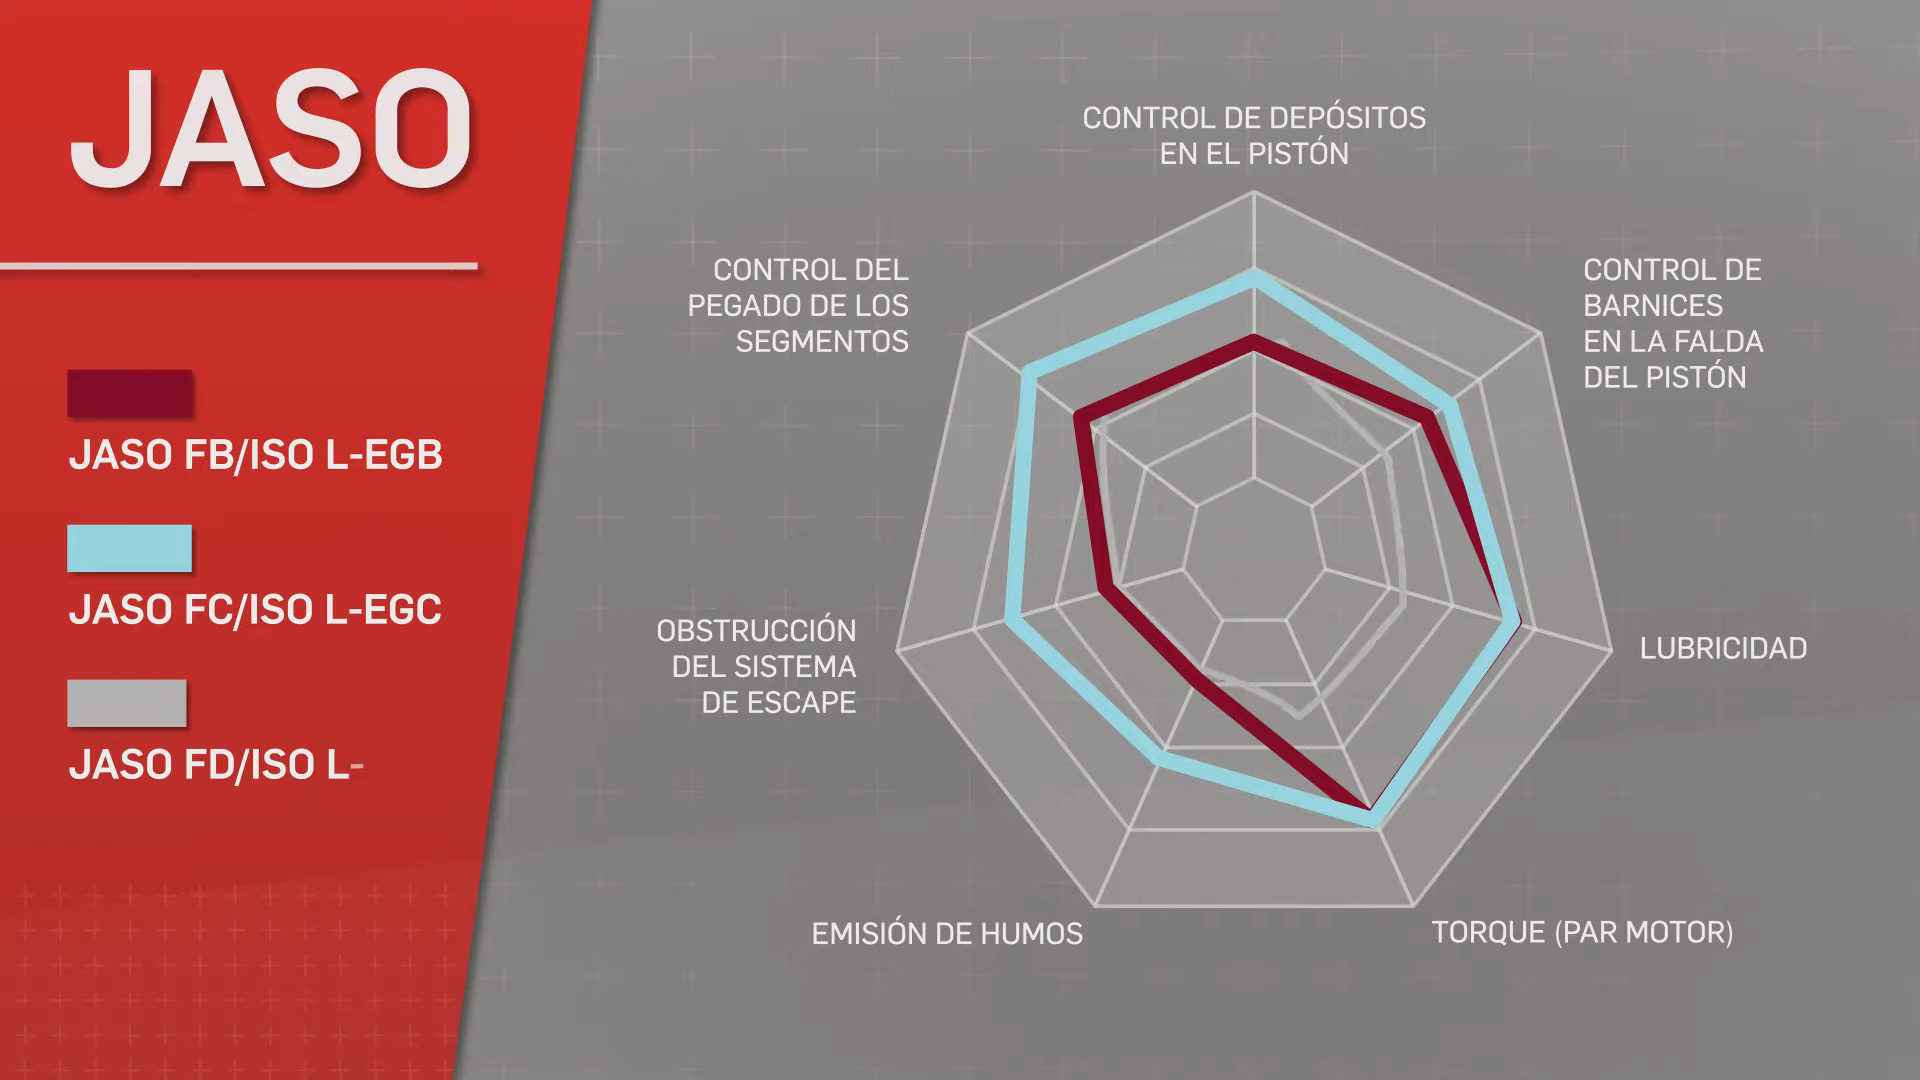 JASO
JASO FB/ISO L-EGB
JASO FC/ISO L-EGC
JASO FD/ISO L-
CONTROL DE DEPÓSITOS
EN EL PISTÓN
CONTROL DE
BARNICES
EN LA FALDA
DEL PISTÓN
LUBRICIDAD
TORQUE (PAR MOTOR)
EMISIÓN DE HUMOS
OBSTRUCCIÓN
DEL SISTEMA
DE ESCAPE
CONTROL DEL
PEGADO DE LOS
SEGMENTOS